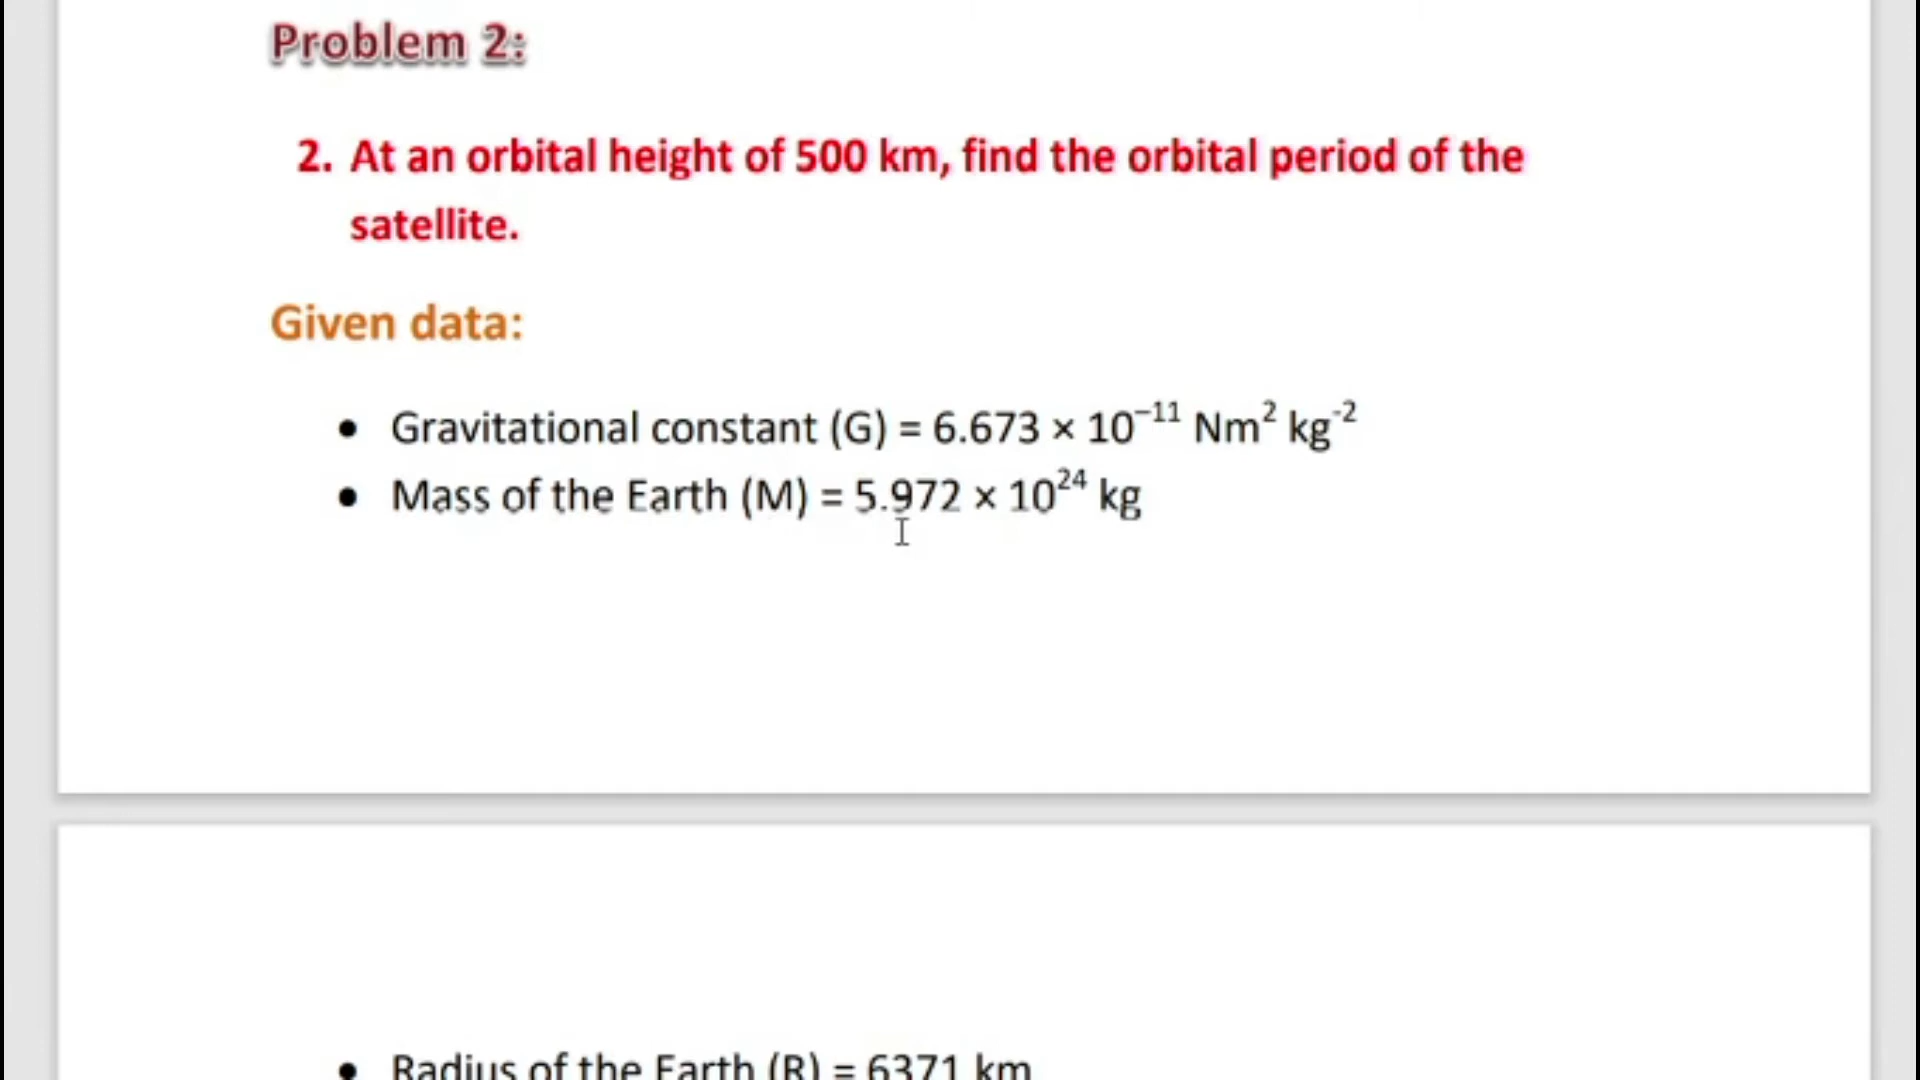 Problem 2:
2. At an orbital height of 500 km, find the orbital period of the
satellite.
Given data:
• Gravitational constant (G) = 6.673 × 10⁻¹¹ Nm² kg⁻²
• Mass of the Earth (M) = 5.972 × 10²⁴ kg
• Radius of the Earth (R) = 6371 km